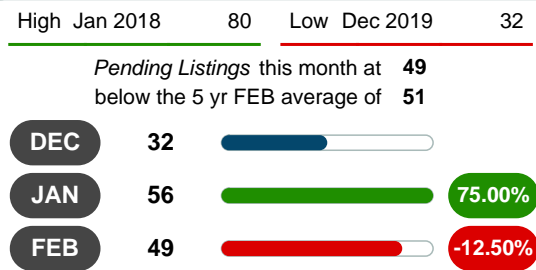 High Jan 2018 80 Low Dec 2019 32
Pending Listings this month at 49
below the 5 yr FEB average of 51
DEC 32
JAN 56 75.00%
FEB 49 -12.50%